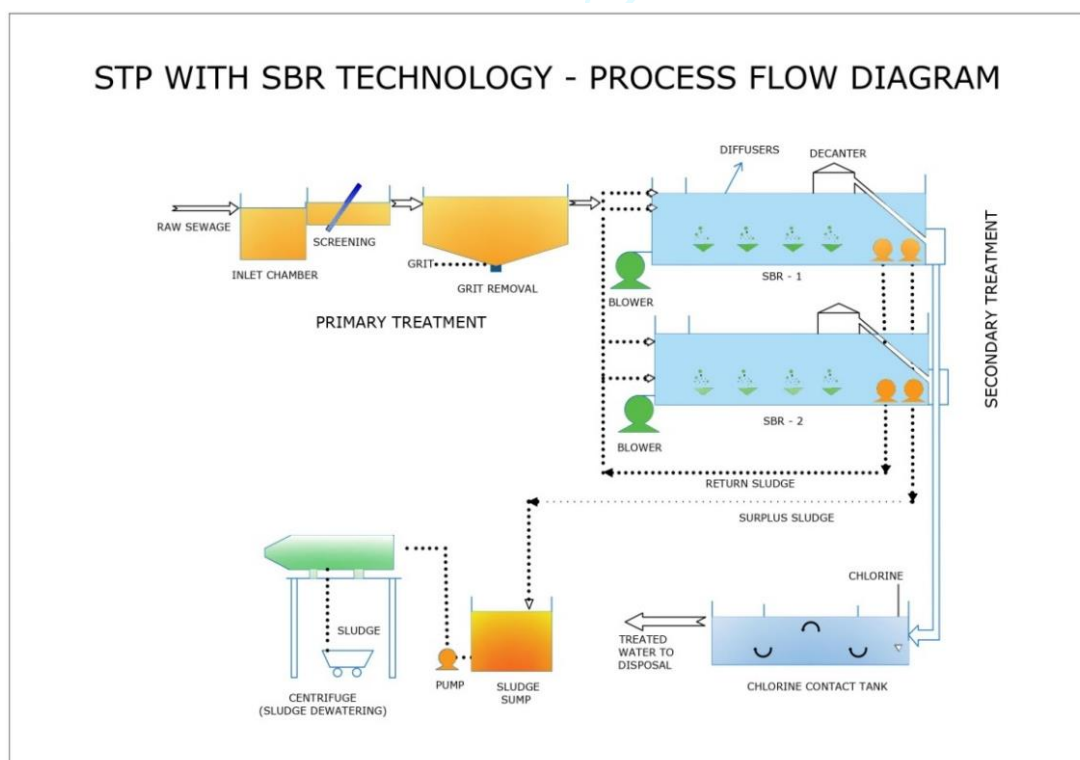 STP WITH SBR TECHNOLOGY - PROCESS FLOW DIAGRAM
DIFFUSERS
DECANTER
RAW SEWAGE
SCREENING
INLET CHAMBER
GRIT
GRIT REMOVAL
PRIMARY TREATMENT
BLOWER
SBR - 1
SECONDARY TREATMENT
BLOWER
SBR - 2
RETURN SLUDGE
SURPLUS SLUDGE
CHLORINE
SLUDGE
TREATED
WATER TO
DISPOSAL
PUMP
SLUDGE
SUMP
CENTRIFUGE
(SLUDGE DEWATERING)
CHLORINE CONTACT TANK